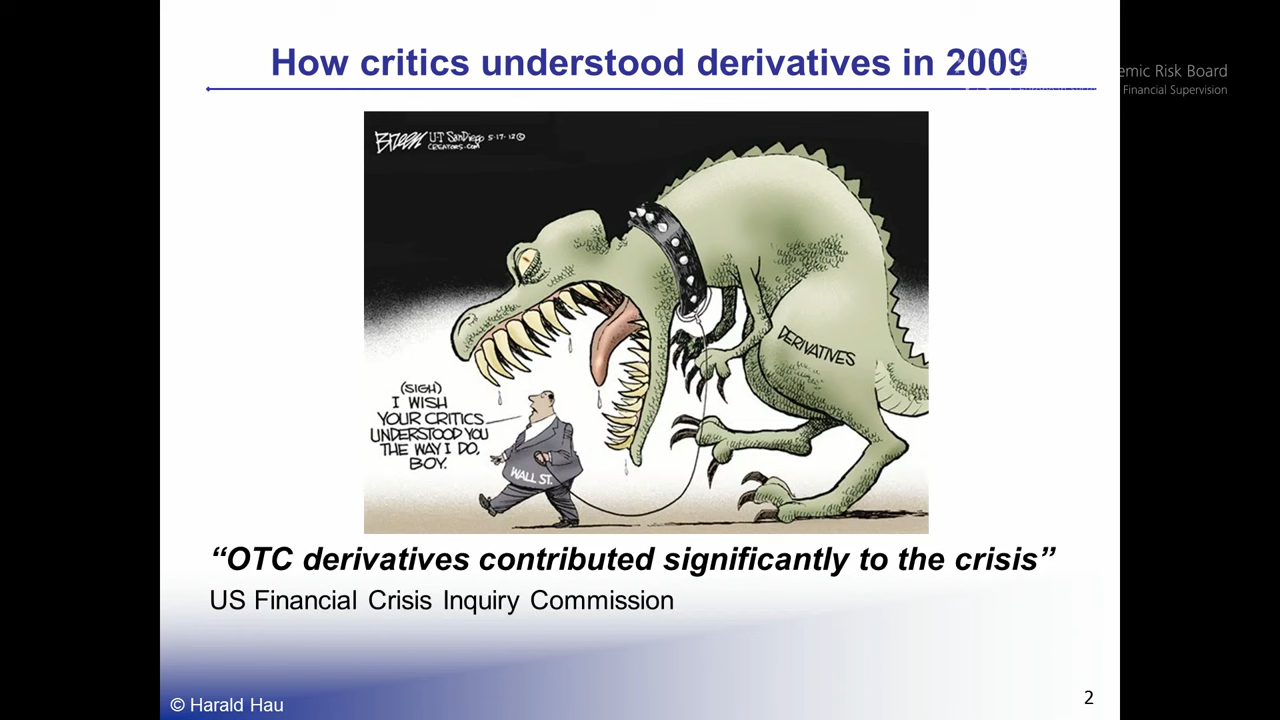 How critics understood derivatives in 2009
emic Risk Board
Financial Supervision
BREEN U-T SAN DIEGO 5-17-12 ©
CREATORS.COM
(SIGH)
I WISH
YOUR CRITICS
UNDERSTOOD YOU
THE WAY I DO,
BOY.
WALL ST.
DERIVATIVES
“OTC derivatives contributed significantly to the crisis”
US Financial Crisis Inquiry Commission
© Harald Hau
2